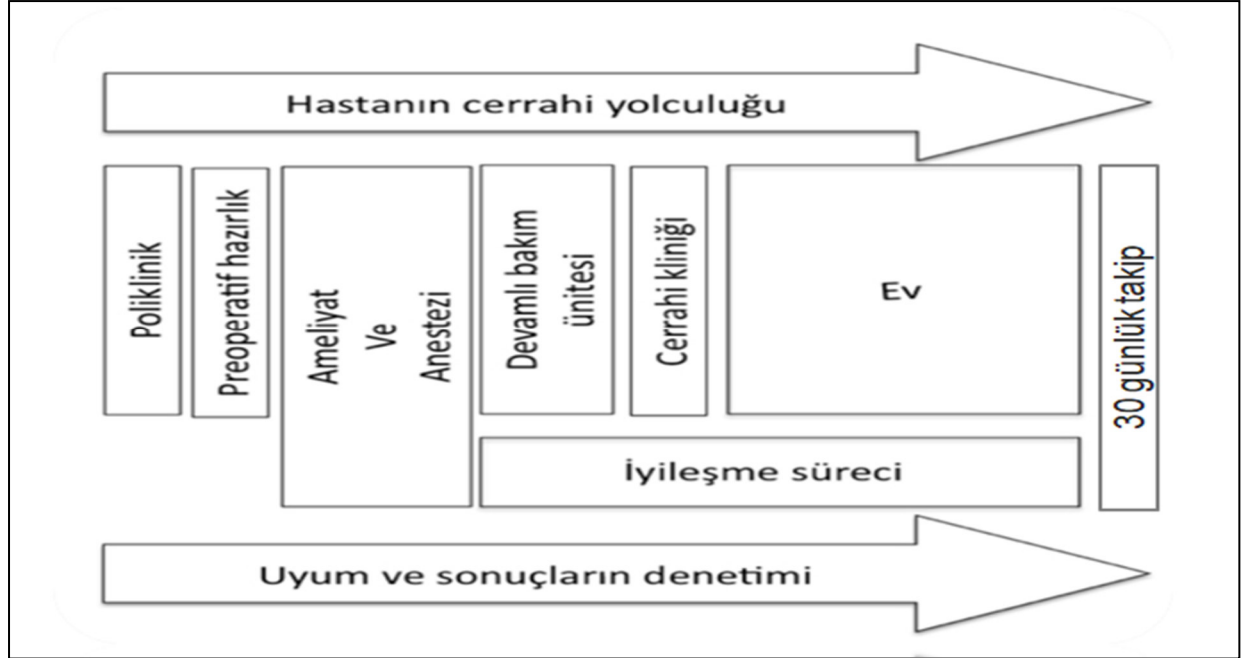 Hastanın cerrahi yolculuğu
Poliklinik
Preoperatif hazırlık
Ameliyat
Ve
Anestezi
Devamlı bakım
ünitesi
Cerrahi kliniği
Ev
30 günlük takip
İyileşme süreci
Uyum ve sonuçların denetimi